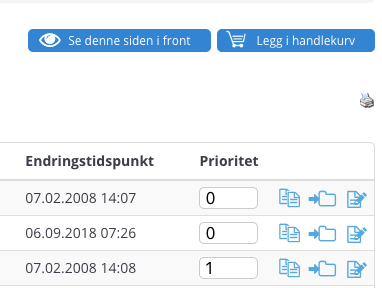 Se denne siden i front Legg i handlekurv
Endringstidspunkt Prioritet
07.02.2008 14:07 0
06.09.2018 07:26 0
07.02.2008 14:08 1